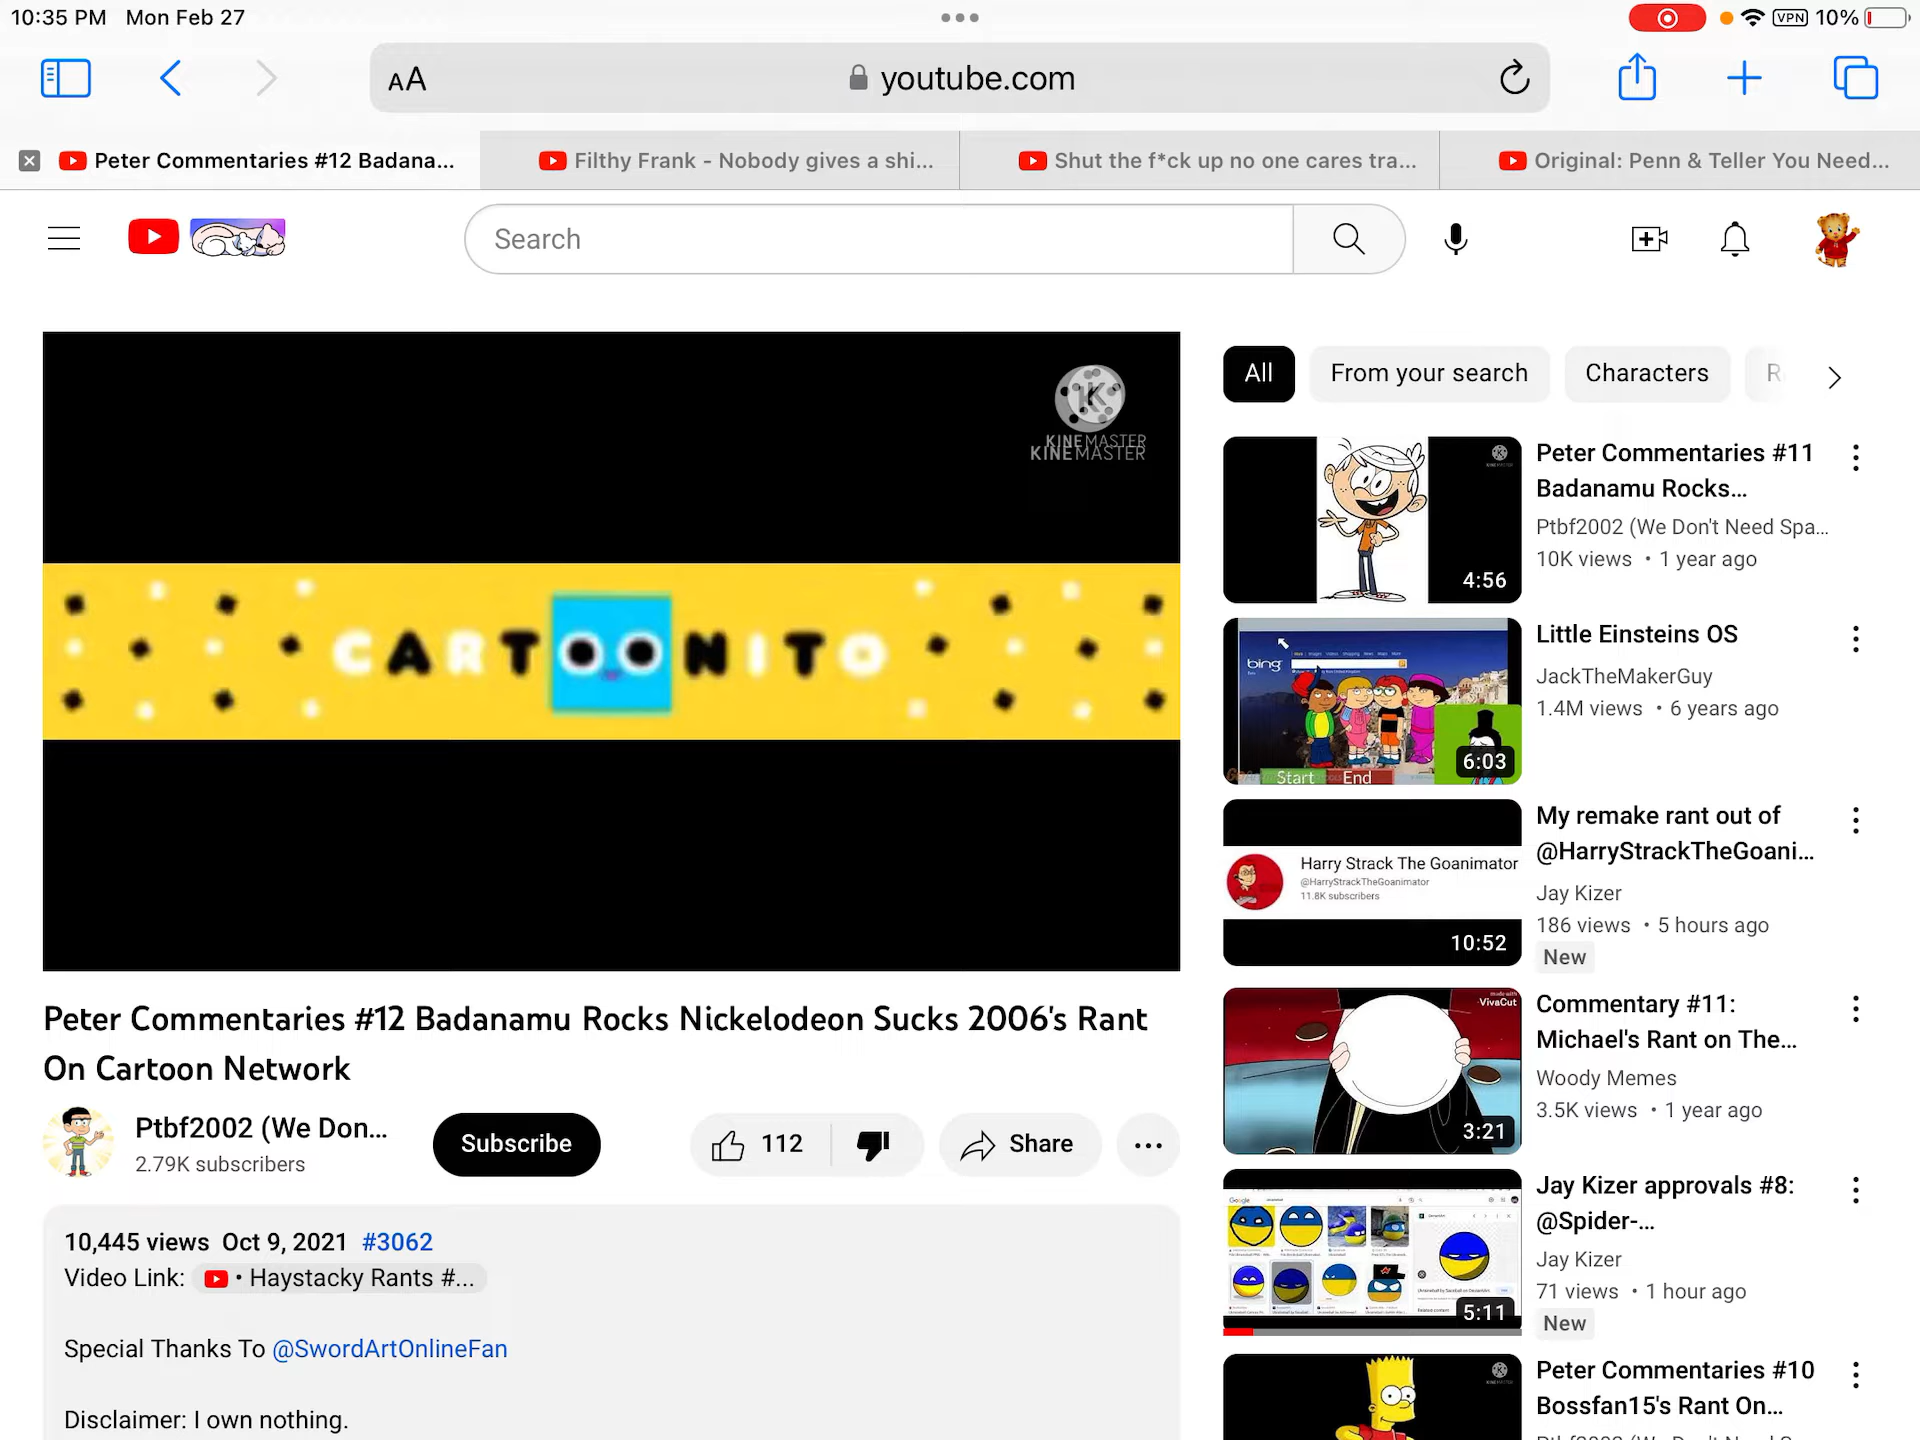 10:35 PM Mon Feb 27
VPN 10%
AA youtube.com
Peter Commentaries #12 Badana...
Filthy Frank - Nobody gives a shi...
Shut the f*ck up no one cares tra...
Original: Penn & Teller You Need...
Search
K
KINEMASTER
KINEMASTER
CARTOONITO
Peter Commentaries #12 Badanamu Rocks Nickelodeon Sucks 2006's Rant
On Cartoon Network
Ptbf2002 (We Don...
2.79K subscribers
Subscribe
112
Share
10,445 views Oct 9, 2021 #3062
Video Link: • Haystacky Rants #...
Special Thanks To @SwordArtOnlineFan
Disclaimer: I own nothing.
All
From your search
Characters
4:56
Peter Commentaries #11
Badanamu Rocks...
Ptbf2002 (We Don't Need Spa...
10K views • 1 year ago
bing
Start End
6:03
Little Einsteins OS
JackTheMakerGuy
1.4M views • 6 years ago
Harry Strack The Goanimator
@HarryStrackTheGoanimator
11.8K subscribers
10:52
My remake rant out of
@HarryStrackTheGoani...
Jay Kizer
186 views • 5 hours ago
New
made with
VivaCut
3:21
Commentary #11:
Michael's Rant on The...
Woody Memes
3.5K views • 1 year ago
Google
5:11
Jay Kizer approvals #8:
@Spider-...
Jay Kizer
71 views • 1 hour ago
New
Peter Commentaries #10
Bossfan15's Rant On...